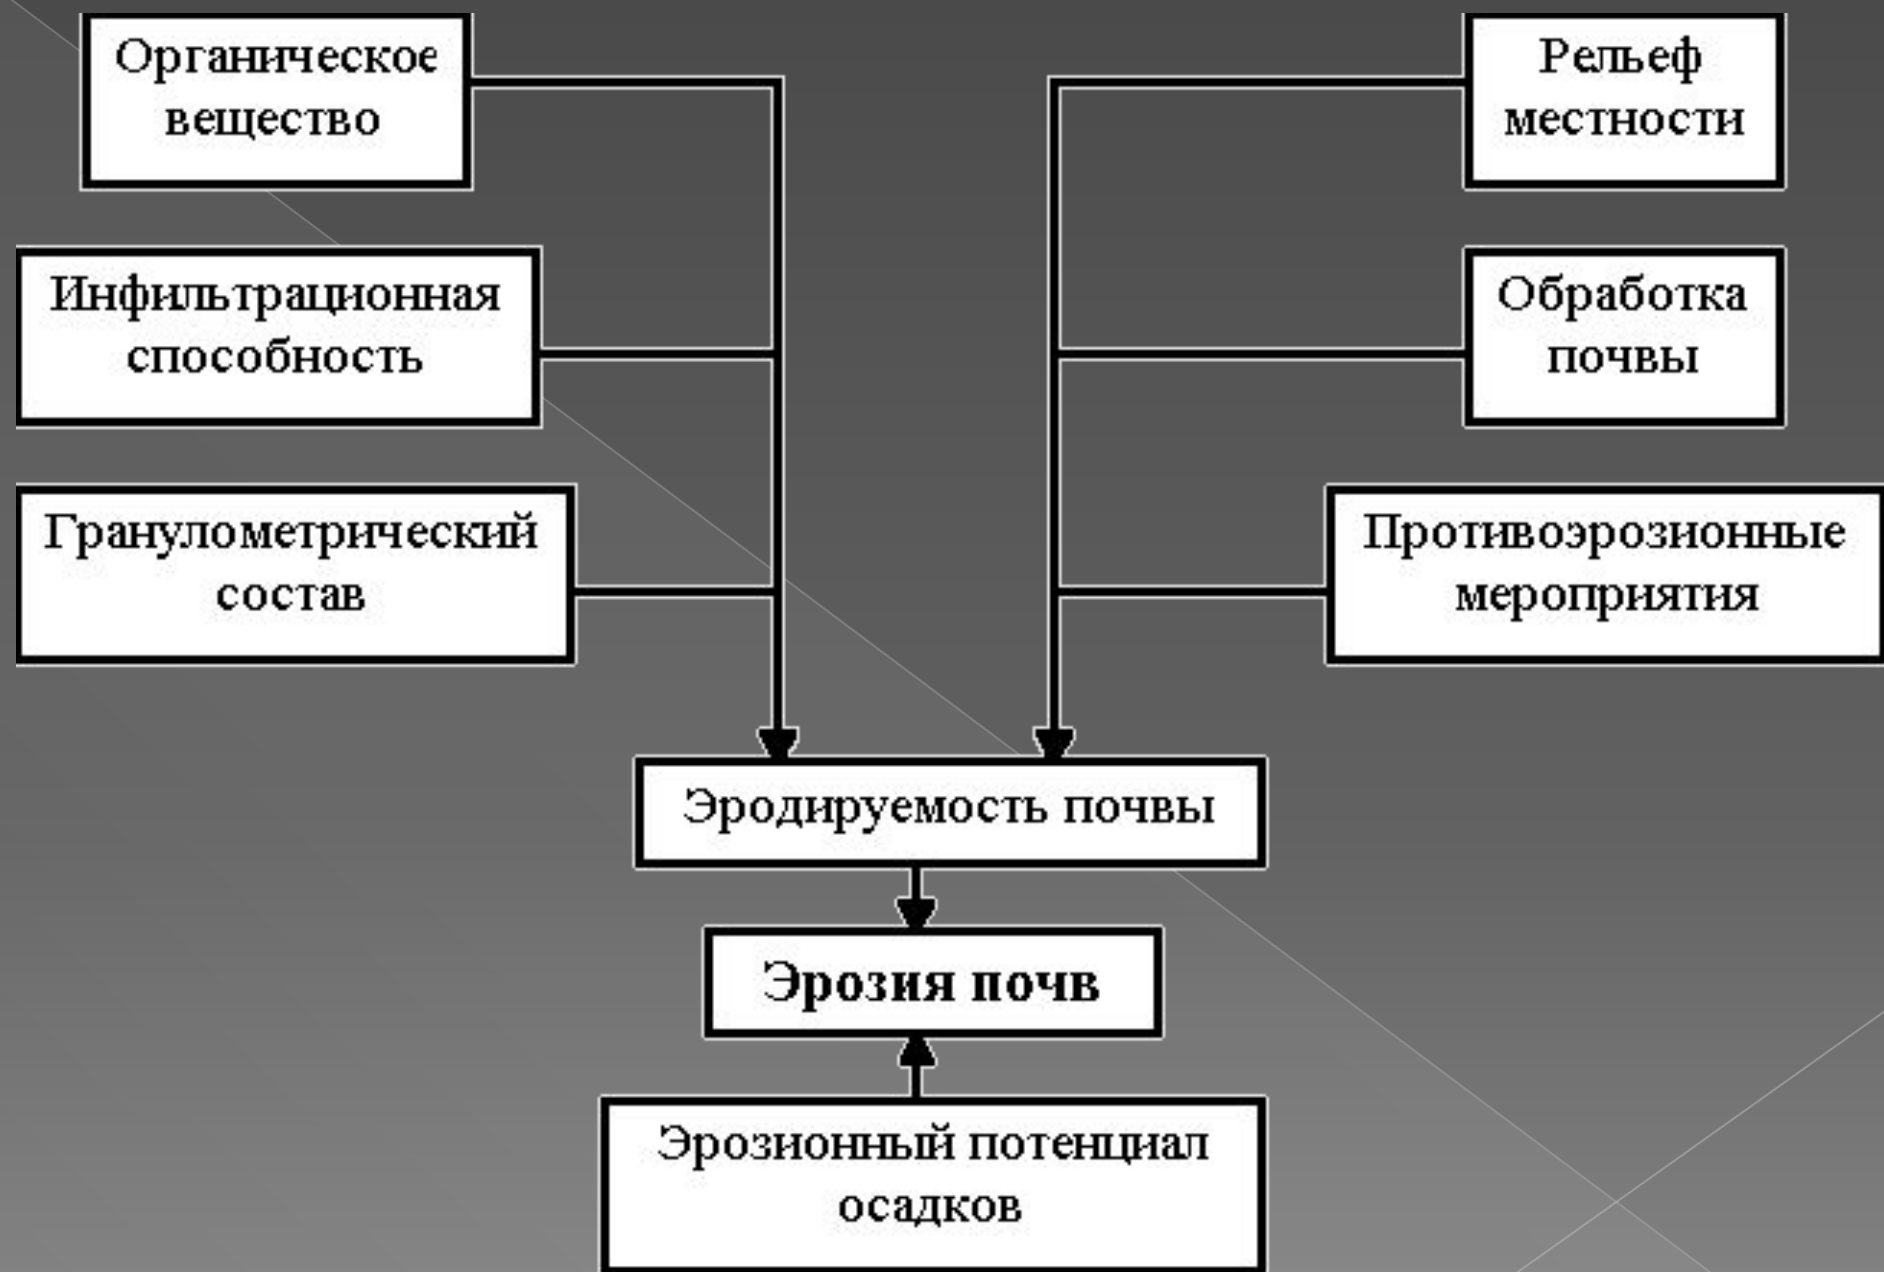 Органическое
вещество
Рельеф
местности
Инфильтрационная
способность
Обработка
почвы
Гранулометрический
состав
Противоэрозионные
мероприятия
Эродируемость почвы
Эрозия почв
Эрозионный потенциал
осадков